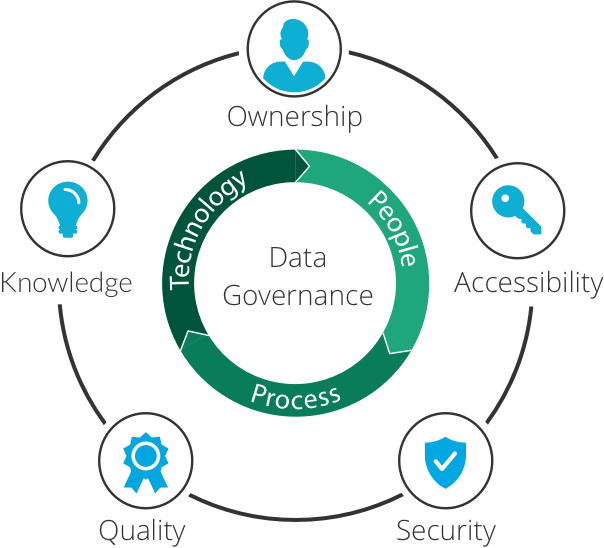 Ownership
Technology
People
Knowledge
Data
Governance
Accessibility
Process
Quality
Security